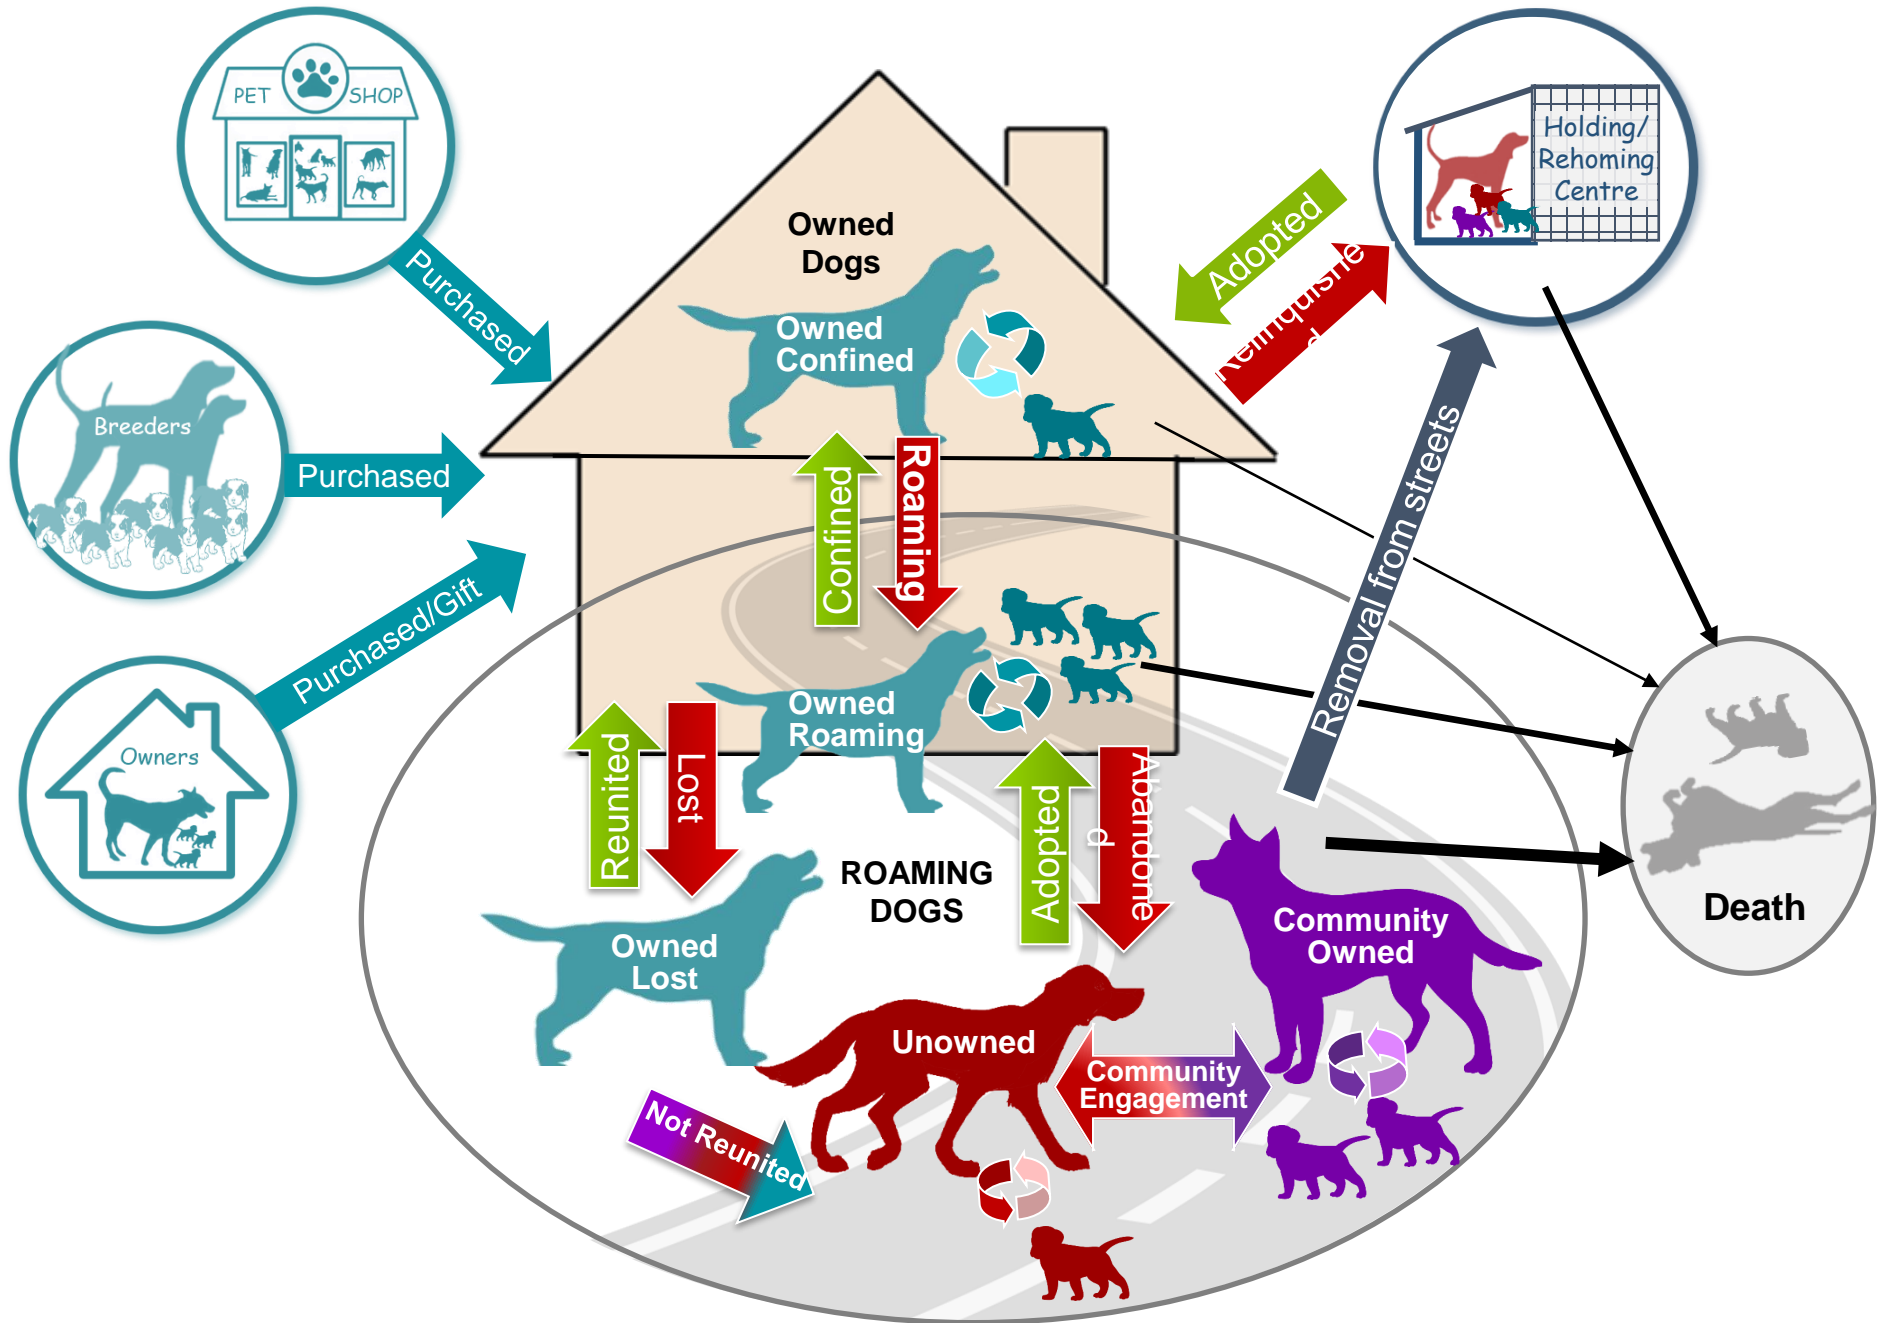 PET SHOP
Purchased
Breeders
Purchased
Owners
Purchased/Gift
Owned
Dogs
Owned
Confined
Confined
Roaming
Adopted
Relinquishe
d
Holding/
Rehoming
Centre
Removal from streets
Owned
Roaming
Reunited
Lost
Adopted
Abandone
d
ROAMING
DOGS
Owned
Lost
Unowned
Community
Owned
Community
Engagement
Not Reunited
Death